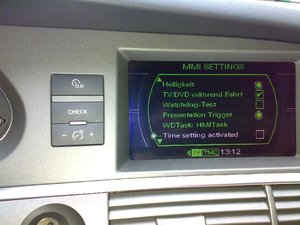 MMI SETTINGS
Helligkeit
TV/DVD während Fahrt
Watchdog-Test
Presentation Trigger
WDTask: HMITask
Time setting activated
TP TMC 13:12
CHECK
- +